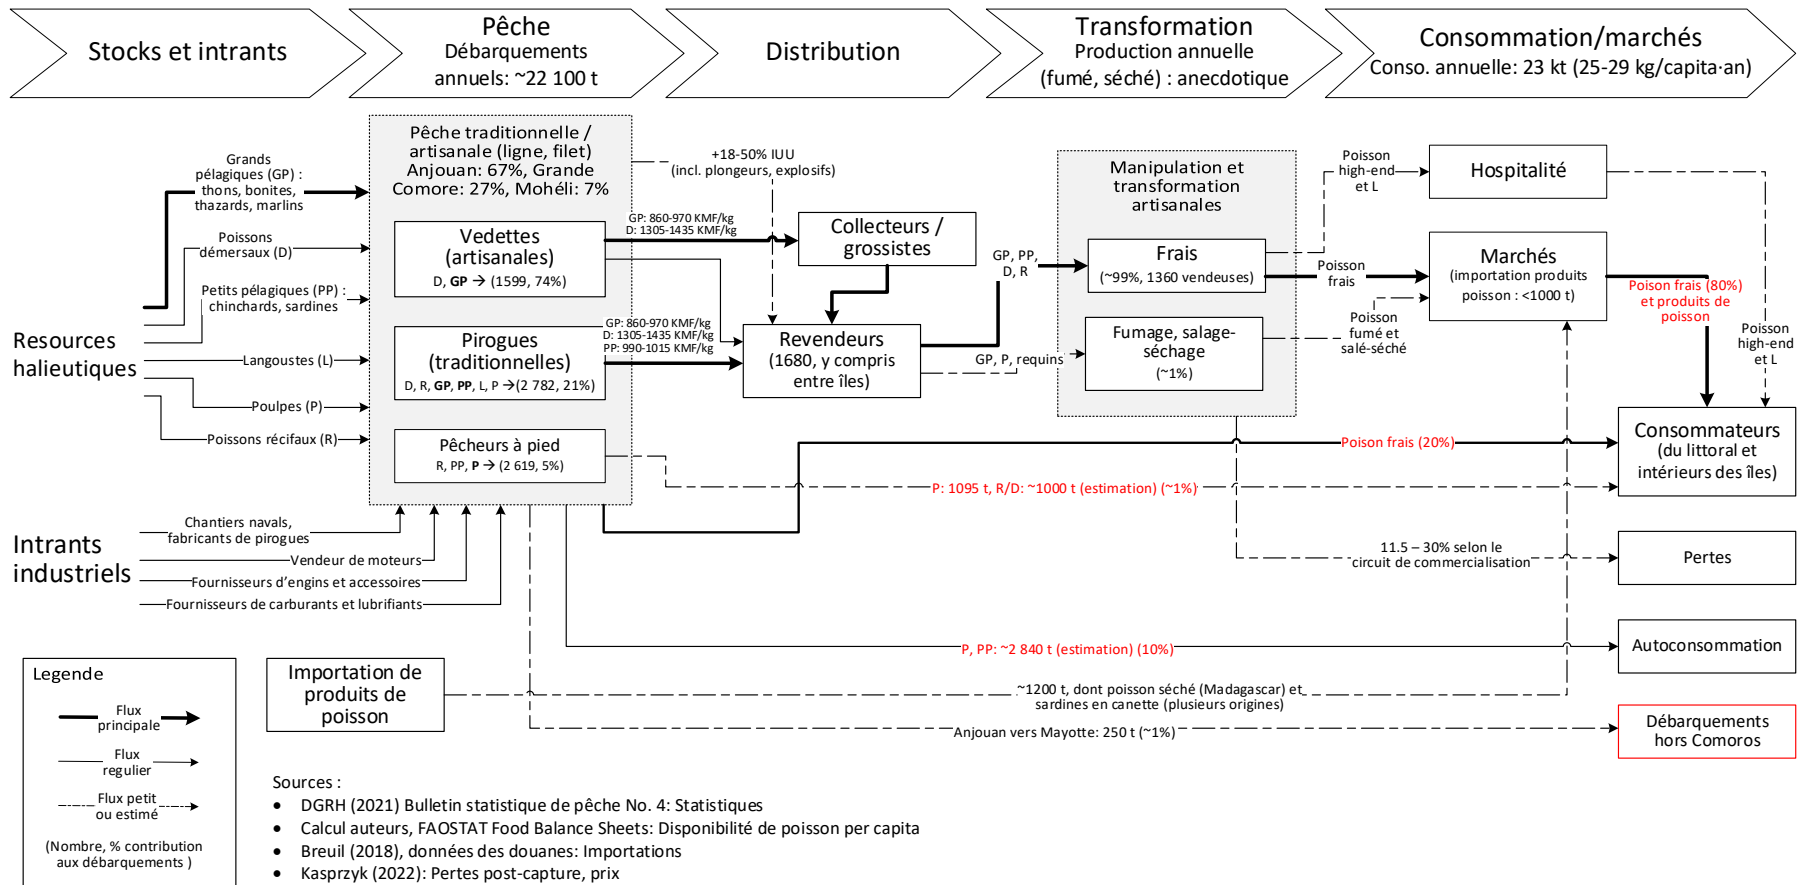 Stocks et intrants
Pêche
Débarquements
annuels: ~22 100 t
Distribution
Transformation
Production annuelle
(fumé, séché) : anecdotique
Consommation/marchés
Conso. annuelle: 23 kt (25-29 kg/capita·an)
Grands
pélagiques (GP) :
thons, bonites,
thazards, marlins
Poissons
démersaux (D)
Petits pélagiques (PP) :
chinchards, sardines
Resources
halieutiques
Langoustes (L)
Poulpes (P)
Poissons récifaux (R)
Intrants
industriels
Chantiers navals,
fabricants de pirogues
Vendeur de moteurs
Fournisseurs d'engins et accessoires
Fournisseurs de carburants et lubrifiants
Pêche traditionnelle /
artisanale (ligne, filet)
Anjouan: 67%, Grande
Comore: 27%, Mohéli: 7%
Vedettes
(artisanales)
D, GP → (1599, 74%)
Pirogues
(traditionnelles)
D, R, GP, PP, L, P →(2 782, 21%)
Pêcheurs à pied
R, PP, P → (2 619, 5%)
+18-50% IUU
(incl. plongeurs, explosifs)
GP: 860-970 KMF/kg
D: 1305-1435 KMF/kg
GP: 860-970 KMF/kg
D: 1305-1435 KMF/kg
PP: 990-1015 KMF/kg
Collecteurs /
grossistes
Revendeurs
(1680, y compris
entre îles)
GP, PP,
D, R
GP, P, requins
Manipulation et
transformation
artisanales
Frais
(~99%, 1360 vendeuses)
Fumage, salage-
séchage
(~1%)
Poisson
high-end
et L
Poisson
frais
Poisson
fumé et
salé-séché
Hospitalité
Marchés
(importation produits
poisson : <1000 t)
Poison frais (80%)
et produits de
poisson
Poisson
high-end
et L
Consommateurs
(du littoral et
intérieurs des îles)
Poison frais (20%)
P: 1095 t, R/D: ~1000 t (estimation) (~1%)
11.5 – 30% selon le
circuit de commercialisation
Pertes
P, PP: ~2 840 t (estimation) (10%)
Autoconsommation
Importation de
produits de
poisson
~1200 t, dont poisson séché (Madagascar) et
sardines en canette (plusieurs origines)
Anjouan vers Mayotte: 250 t (~1%)
Débarquements
hors Comoros
Legende
Flux
principale
Flux
regulier
Flux petit
ou estimé
(Nombre, % contribution
aux débarquements )
Sources :
• DGRH (2021) Bulletin statistique de pêche No. 4: Statistiques
• Calcul auteurs, FAOSTAT Food Balance Sheets: Disponibilité de poisson per capita
• Breuil (2018), données des douanes: Importations
• Kasprzyk (2022): Pertes post-capture, prix